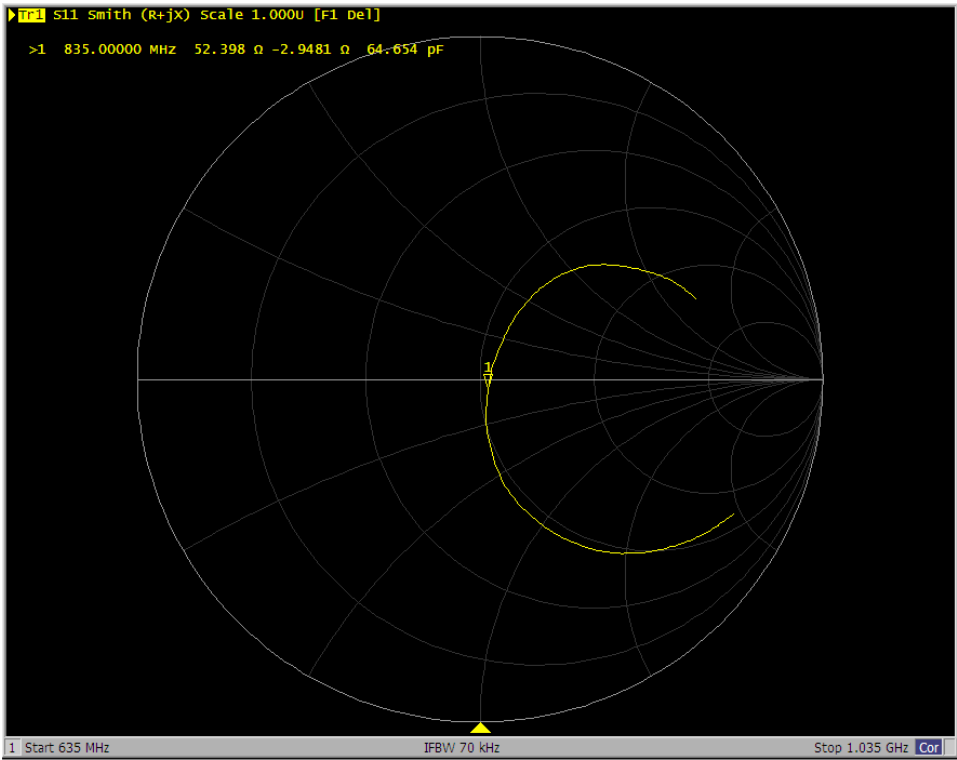 Tr1 S11 Smith (R+jX) Scale 1.000U [F1 Del]
>1 835.00000 MHz 52.398 Ω -2.9481 Ω 64.654 pF
1
1 Start 635 MHz IFBW 70 kHz Stop 1.035 GHz Cor